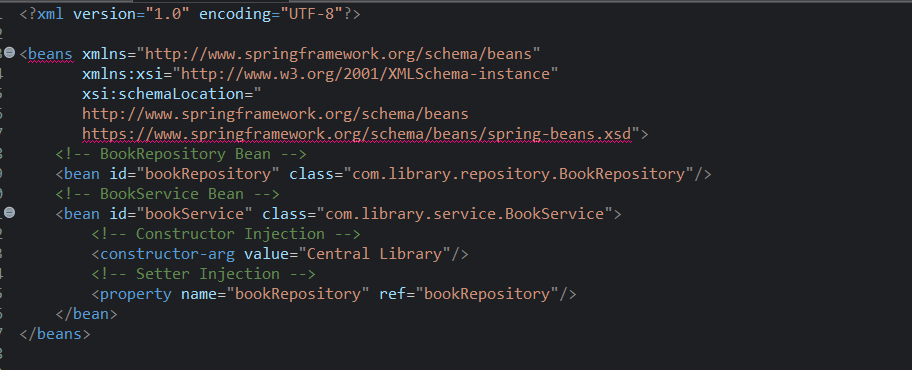 <?xml version="1.0" encoding="UTF-8"?>
<beans xmlns="http://www.springframework.org/schema/beans"
xmlns:xsi="http://www.w3.org/2001/XMLSchema-instance"
xsi:schemaLocation="
http://www.springframework.org/schema/beans
https://www.springframework.org/schema/beans/spring-beans.xsd">
<!-- BookRepository Bean -->
<bean id="bookRepository" class="com.library.repository.BookRepository"/>
<!-- BookService Bean -->
<bean id="bookService" class="com.library.service.BookService">
<!-- Constructor Injection -->
<constructor-arg value="Central Library"/>
<!-- Setter Injection -->
<property name="bookRepository" ref="bookRepository"/>
</bean>
</beans>